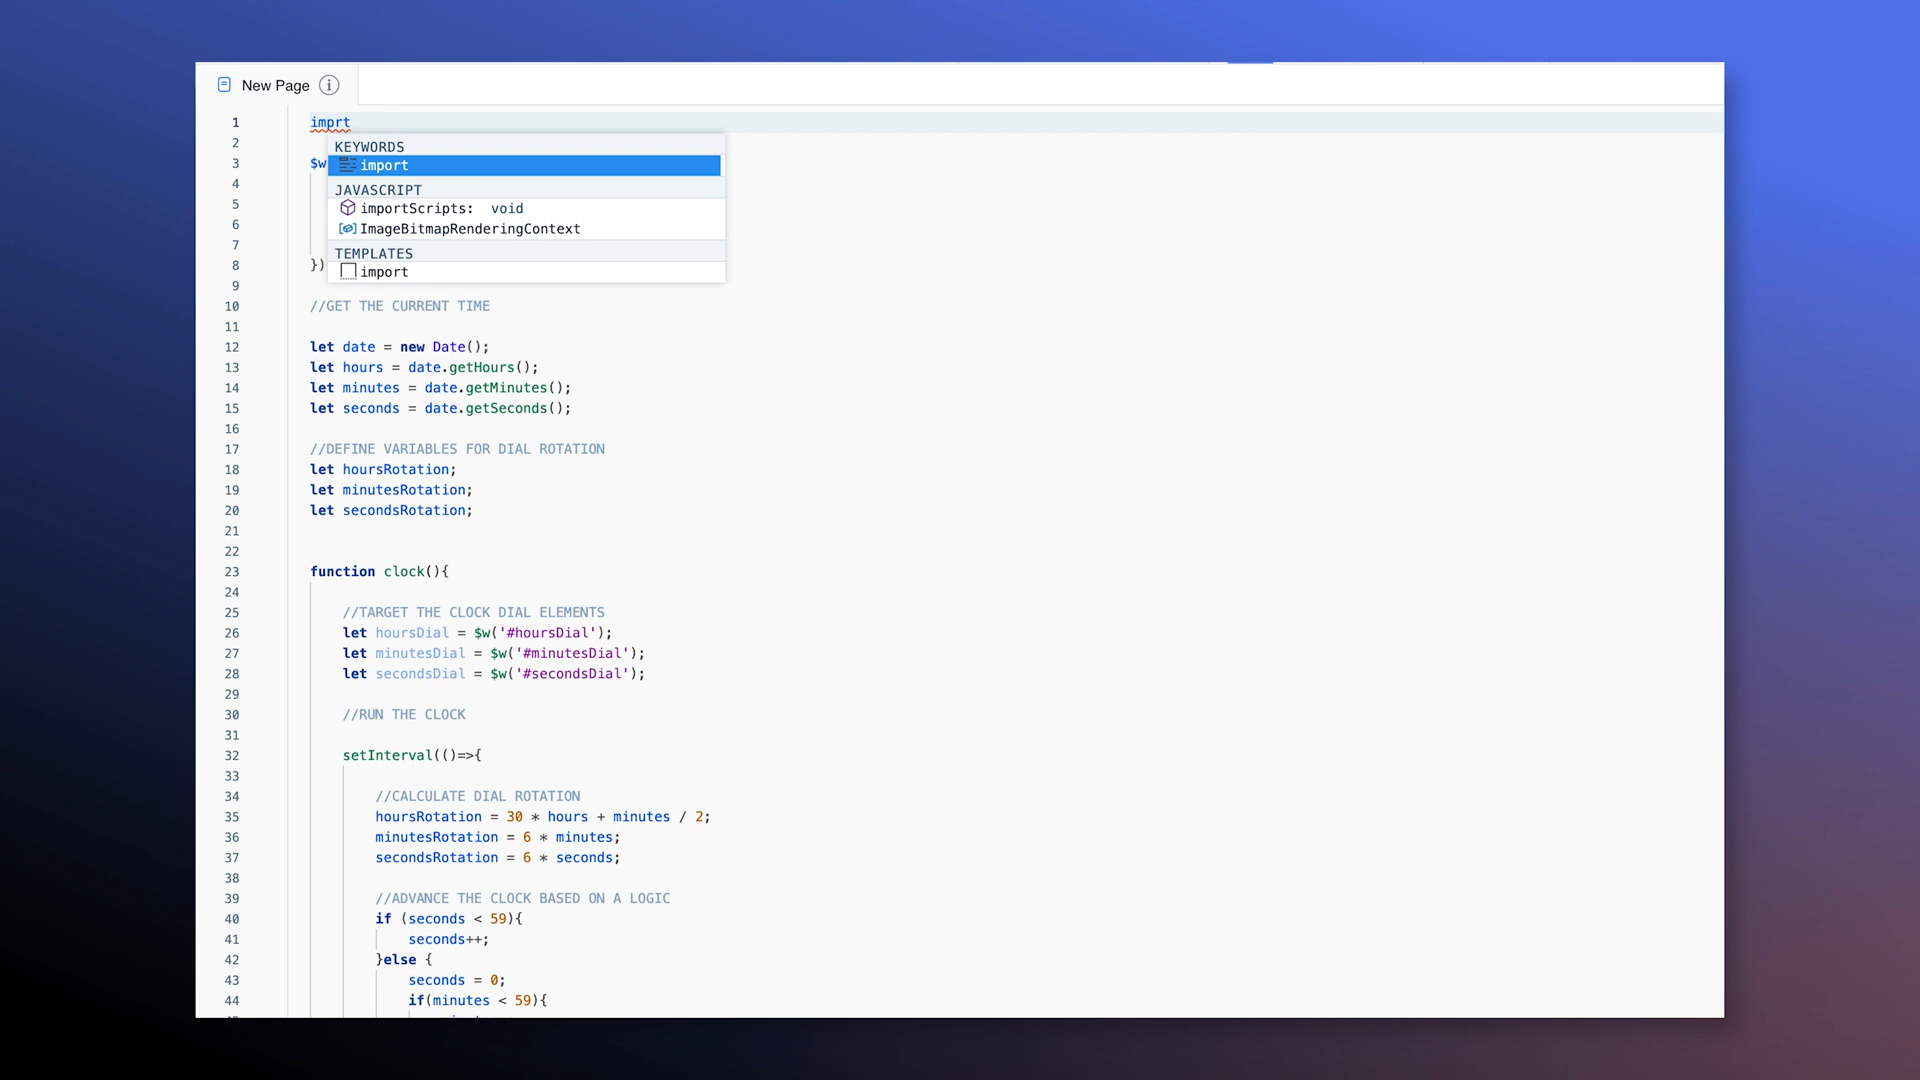 New Page
1 imprt
2
KEYWORDS
import
3 $w
JAVASCRIPT
4
5 importScripts: void
6 ImageBitmapRenderingContext
7
TEMPLATES
8 })
import
9
10 //GET THE CURRENT TIME
11
12 let date = new Date();
13 let hours = date.getHours();
14 let minutes = date.getMinutes();
15 let seconds = date.getSeconds();
16
17 //DEFINE VARIABLES FOR DIAL ROTATION
18 let hoursRotation;
19 let minutesRotation;
20 let secondsRotation;
21
22
23 function clock(){
24
25 //TARGET THE CLOCK DIAL ELEMENTS
26 let hoursDial = $w('#hoursDial');
27 let minutesDial = $w('#minutesDial');
28 let secondsDial = $w('#secondsDial');
29
30 //RUN THE CLOCK
31
32 setInterval(()=>{
33
34 //CALCULATE DIAL ROTATION
35 hoursRotation = 30 * hours + minutes / 2;
36 minutesRotation = 6 * minutes;
37 secondsRotation = 6 * seconds;
38
39 //ADVANCE THE CLOCK BASED ON A LOGIC
40 if (seconds < 59){
41 seconds++;
42 }else {
43 seconds = 0;
44 if(minutes < 59){